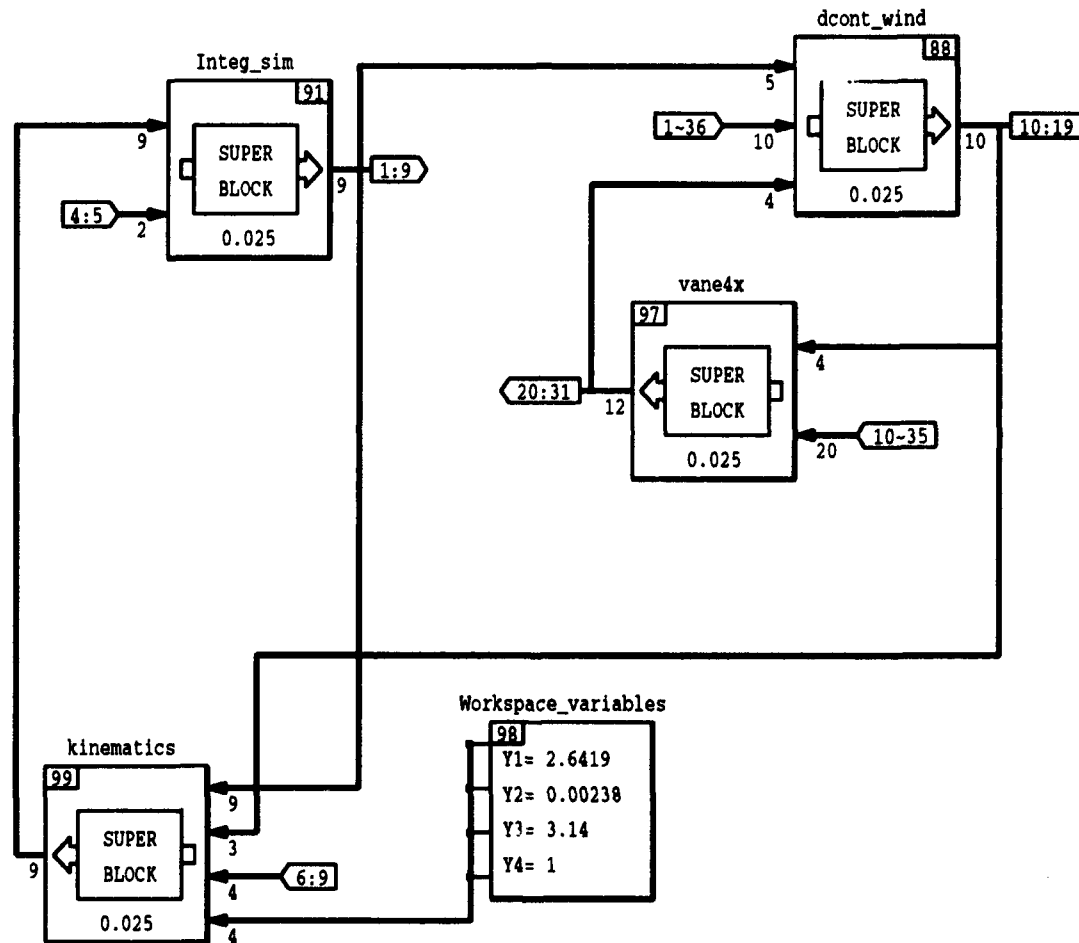 dcont_wind
88
5
SUPER
BLOCK
1~36
10
4
10
10:19
0.025
Integ_sim
91
9
SUPER
BLOCK
9
1:9
4:5
2
0.025
vane4x
97
4
SUPER
BLOCK
20:31
12
10~35
20
0.025
Workspace_variables
98
Y1= 2.6419
Y2= 0.00238
Y3= 3.14
Y4= 1
kinematics
99
9
SUPER
BLOCK
3
9
6:9
4
4
0.025